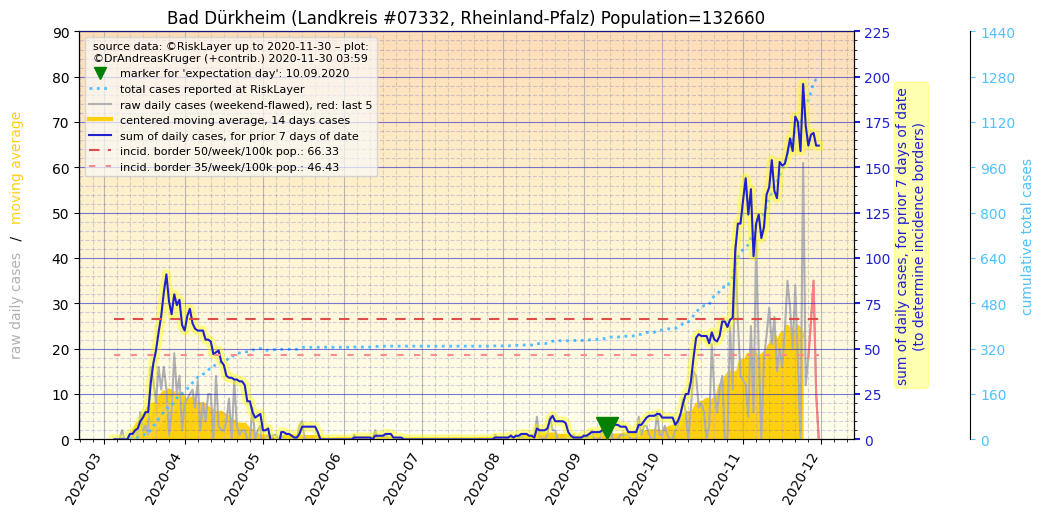 Bad Dürkheim (Landkreis #07332, Rheinland-Pfalz) Population=132660
source data: ©RiskLayer up to 2020-11-30 – plot:
©DrAndreasKruger (+contrib.) 2020-11-30 03:59
marker for 'expectation day': 10.09.2020
total cases reported at RiskLayer
raw daily cases (weekend-flawed), red: last 5
centered moving average, 14 days cases
sum of daily cases, for prior 7 days of date
incid. border 50/week/100k pop.: 66.33
incid. border 35/week/100k pop.: 46.43
raw daily cases / moving average
90
80
70
60
50
40
30
20
10
0
225
200
175
150
125
100
75
50
25
0
sum of daily cases, for prior 7 days of date
(to determine incidence borders)
1440
1280
1120
960
800
640
480
320
160
0
cumulative total cases
2020-03
2020-04
2020-05
2020-06
2020-07
2020-08
2020-09
2020-10
2020-11
2020-12